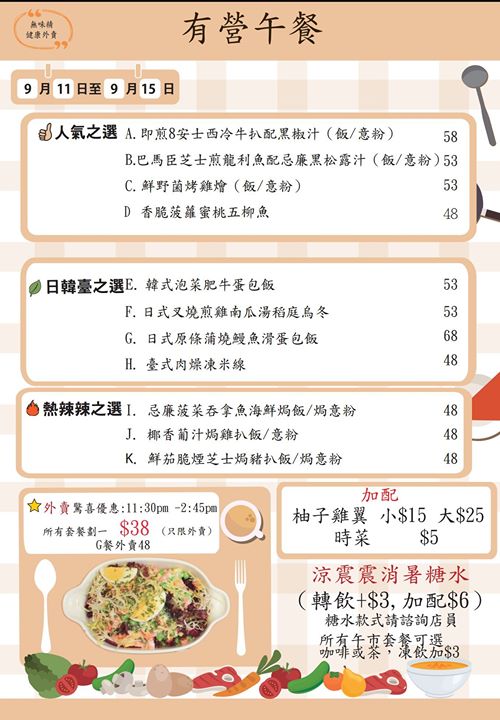 無味精
健康外賣
有營午餐
9 月 11 日至 9 月 15 日
人氣之選
A. 即煎8安士西冷牛扒配黑椒汁（飯/意粉） 58
B.巴馬臣芝士煎龍利魚配忌廉黑松露汁（飯/意粉） 53
C. 鮮野菌烤雞燴（飯/意粉） 53
D 香脆菠蘿蜜桃五柳魚 48
日韓臺之選
E. 韓式泡菜肥牛蛋包飯 53
F. 日式叉燒煎雞南瓜湯稻庭烏冬 53
G. 日式原條蒲燒鰻魚滑蛋包飯 68
H. 臺式肉燥凍米線 48
熱辣辣之選
I. 忌廉菠菜吞拿魚海鮮焗飯/焗意粉 48
J. 椰香葡汁焗雞扒飯/意粉 48
K. 鮮茄脆煙芝士焗豬扒飯/焗意粉 48
外賣驚喜優惠:11:30pm -2:45pm
所有套餐劃一 $38 （只限外賣）
G餐外賣48
加配
柚子雞翼 小$15 大$25
時菜 $5
涼震震消暑糖水
（轉飲+$3,加配$6）
糖水款式請諮詢店員
所有午市套餐可選
咖啡或茶，凍飲加$3